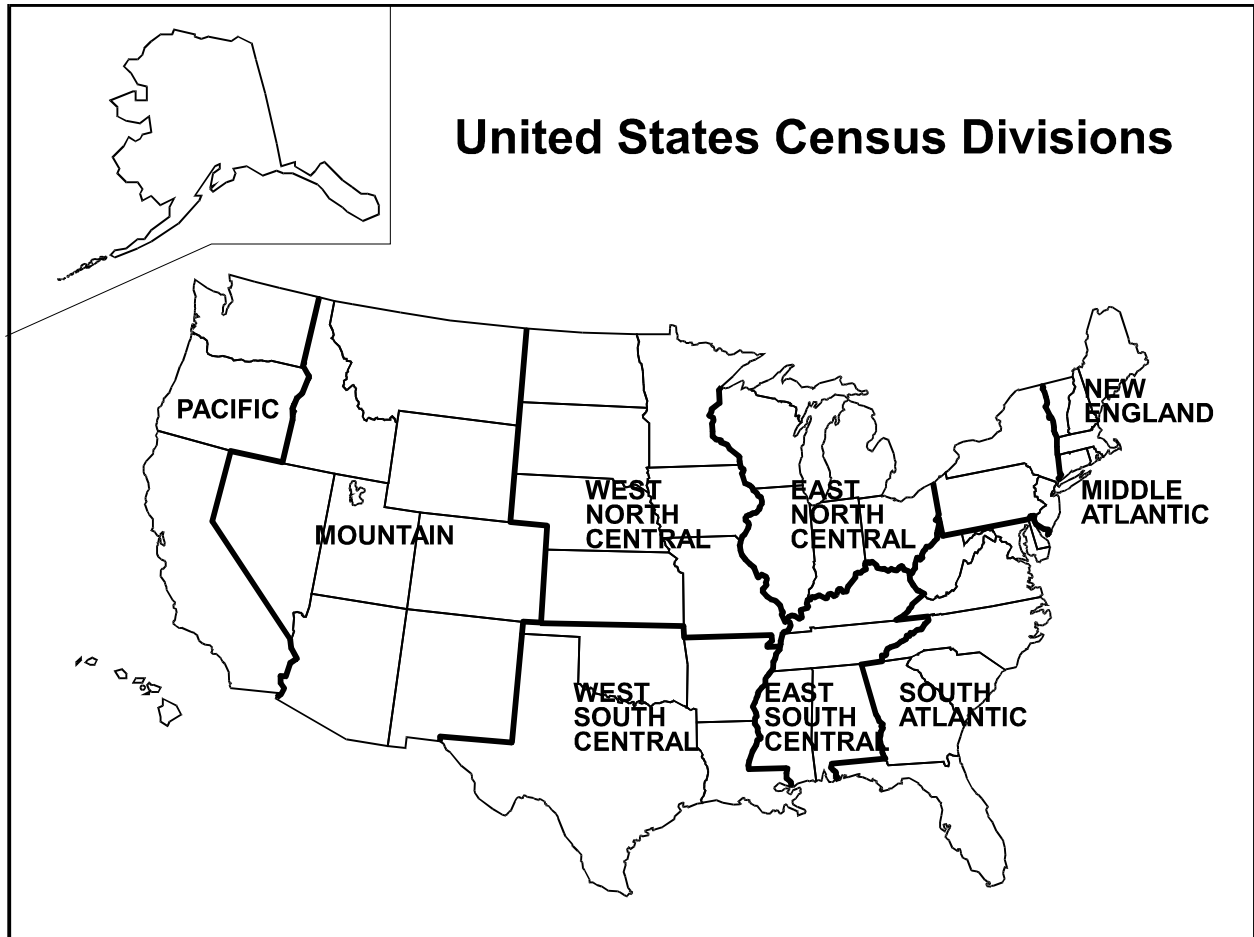 United States Census Divisions
PACIFIC
MOUNTAIN
WEST
NORTH
CENTRAL
EAST
NORTH
CENTRAL
NEW
ENGLAND
MIDDLE
ATLANTIC
WEST
SOUTH
CENTRAL
EAST
SOUTH
CENTRAL
SOUTH
ATLANTIC